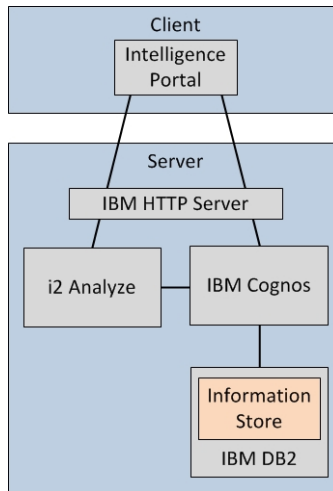 Client
Intelligence
Portal
Server
IBM HTTP Server
i2 Analyze
IBM Cognos
Information
Store
IBM DB2